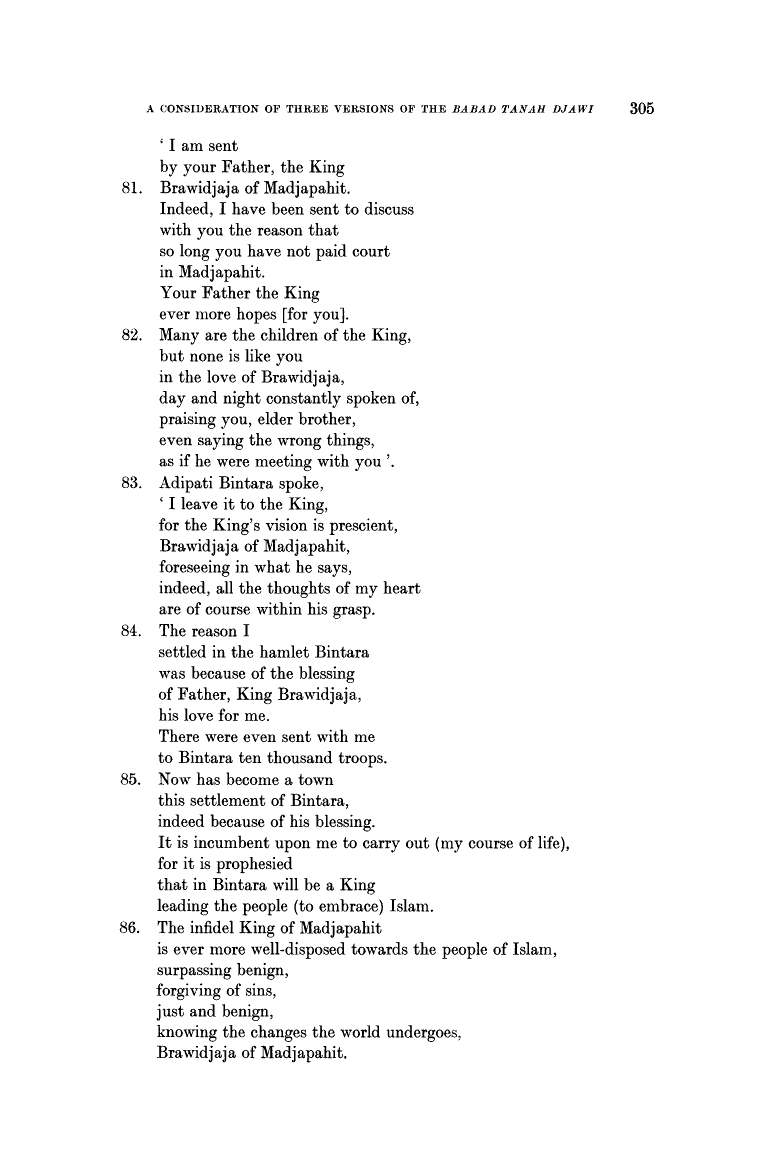 A CONSIDERATION OF THREE VERSIONS OF THE BABAD TANAH DJAWI 305
‘ I am sent
by your Father, the King
81. Brawidjaja of Madjapahit.
Indeed, I have been sent to discuss
with you the reason that
so long you have not paid court
in Madjapahit.
Your Father the King
ever more hopes [for you].
82. Many are the children of the King,
but none is like you
in the love of Brawidjaja,
day and night constantly spoken of,
praising you, elder brother,
even saying the wrong things,
as if he were meeting with you ’.
83. Adipati Bintara spoke,
‘ I leave it to the King,
for the King’s vision is prescient,
Brawidjaja of Madjapahit,
foreseeing in what he says,
indeed, all the thoughts of my heart
are of course within his grasp.
84. The reason I
settled in the hamlet Bintara
was because of the blessing
of Father, King Brawidjaja,
his love for me.
There were even sent with me
to Bintara ten thousand troops.
85. Now has become a town
this settlement of Bintara,
indeed because of his blessing.
It is incumbent upon me to carry out (my course of life),
for it is prophesied
that in Bintara will be a King
leading the people (to embrace) Islam.
86. The infidel King of Madjapahit
is ever more well-disposed towards the people of Islam,
surpassing benign,
forgiving of sins,
just and benign,
knowing the changes the world undergoes,
Brawidjaja of Madjapahit.